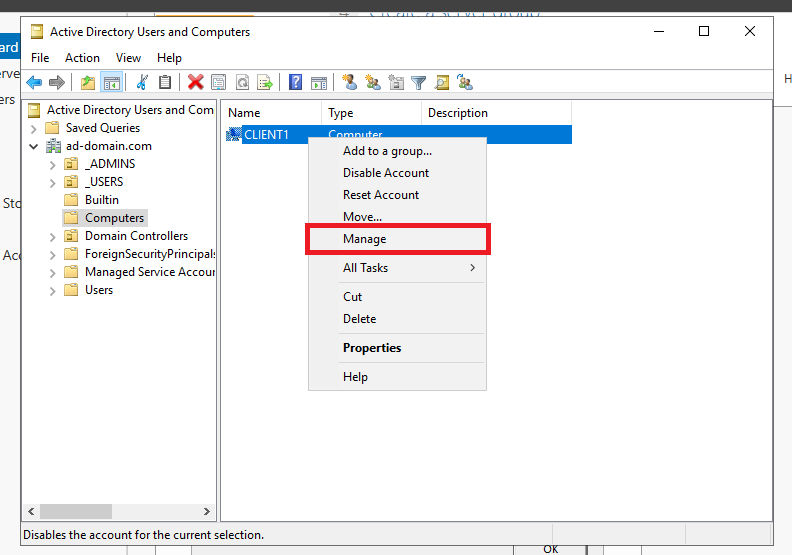 Create a server group
Active Directory Users and Computers
File Action View Help
Active Directory Users and Com
Saved Queries
ad-domain.com
_ADMINS
_USERS
Builtin
Computers
Domain Controllers
ForeignSecurityPrincipals
Managed Service Accour
Users
Name Type Description
CLIENT1 Computer
Add to a group...
Disable Account
Reset Account
Move...
Manage
All Tasks
Cut
Delete
Properties
Help
Disables the account for the current selection.
ard
erve
ers
Sto
Acc
H
OK